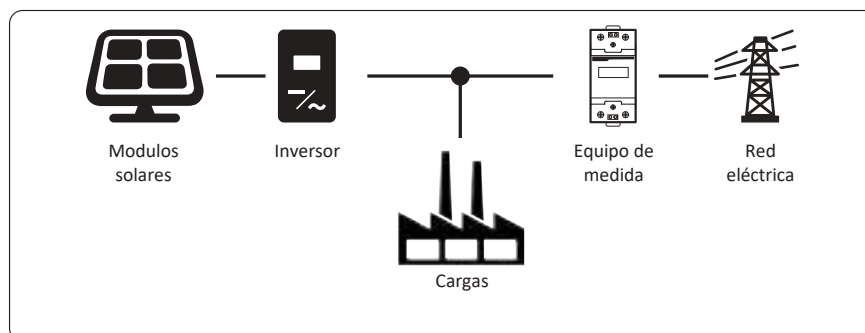 Modulos
solares
Inversor
Equipo de
medida
Red
eléctrica
Cargas